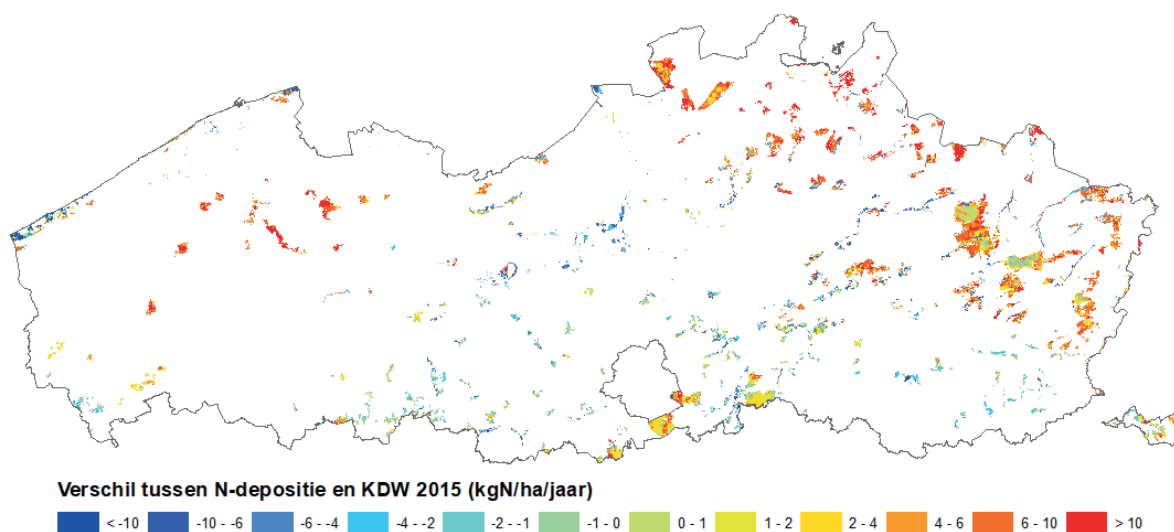 Verschil tussen N-depositie en KDW 2015 (kgN/ha/jaar)
< -10 -10 - -6 -6 - -4 -4 - -2 -2 - -1 -1 - 0 0 - 1 1 - 2 2 - 4 4 - 6 6 - 10 > 10